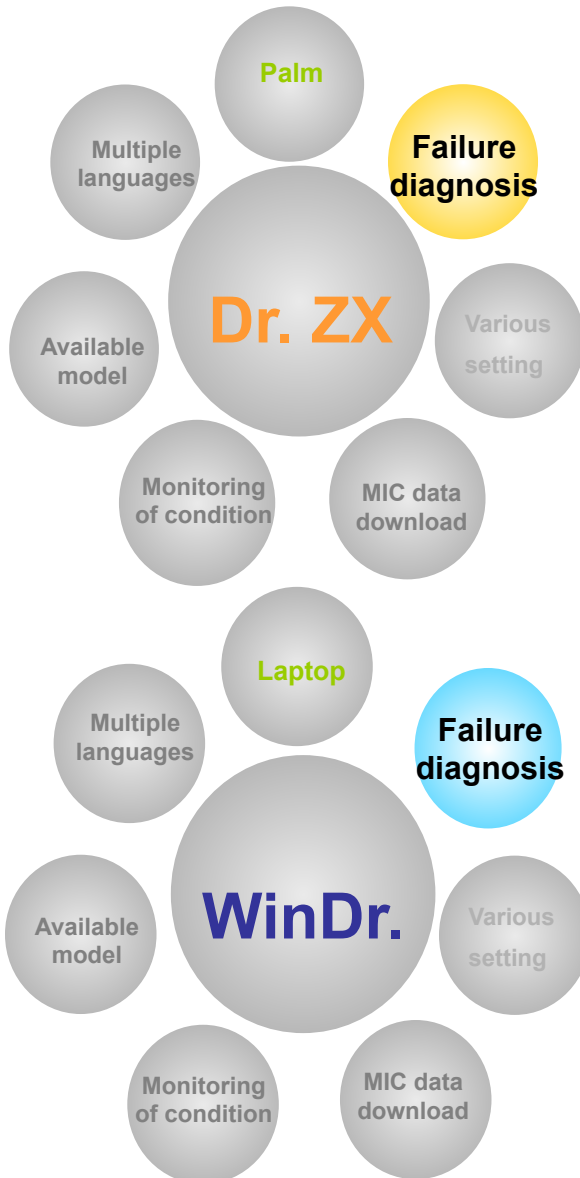 Palm
Multiple
languages
Failure
diagnosis
Dr. ZX
Available
model
Various
setting
Monitoring
of condition
MIC data
download
Laptop
Multiple
languages
Failure
diagnosis
WinDr.
Available
model
Various
setting
Monitoring
of condition
MIC data
download